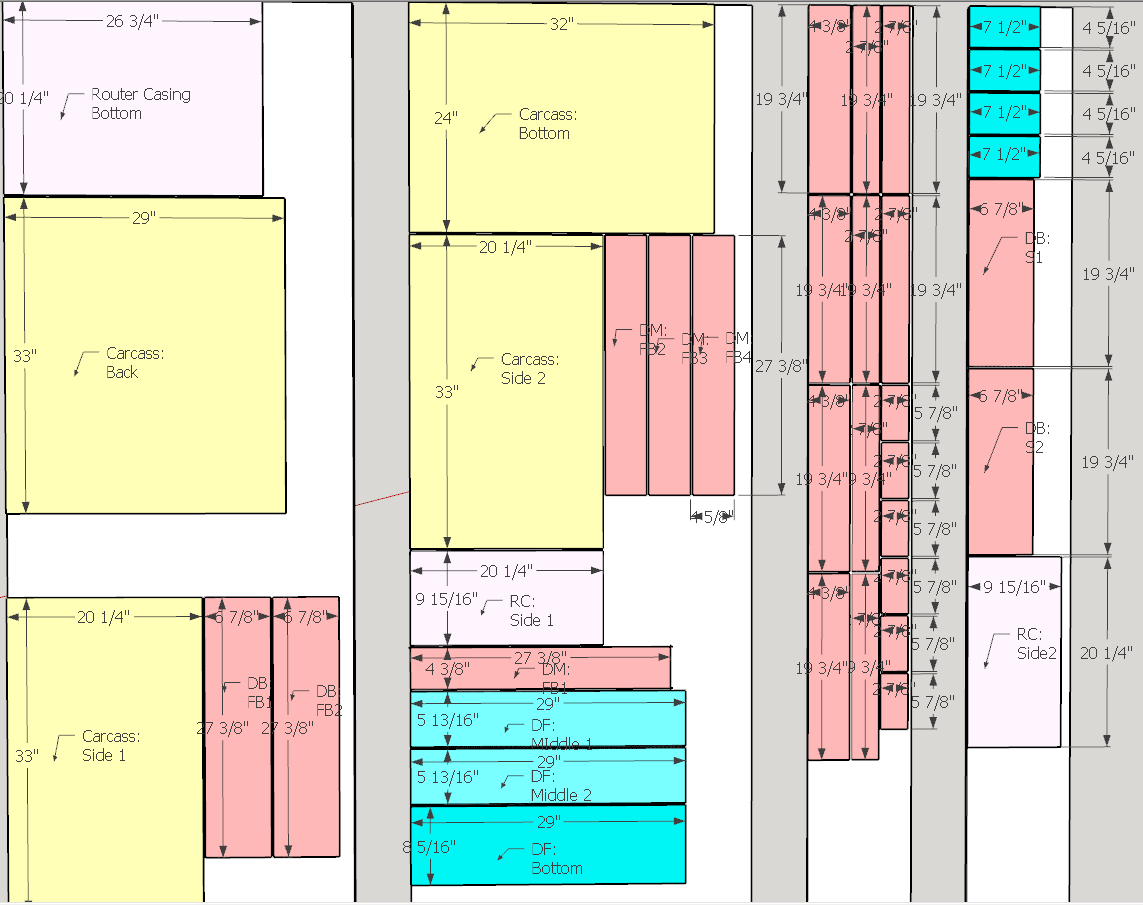 26 3/4"
20 1/4"
Router Casing
Bottom
29"
33"
Carcass:
Back
20 1/4"
6 7/8"
6 7/8"
DB:
FB1
DB:
FB2
27 3/8"
27 3/8"
Carcass:
Side 1
33"
32"
24"
Carcass:
Bottom
20 1/4"
33"
Carcass:
Side 2
DM:
FB2
DM:
FB3
DM:
FB4
27 3/8"
4 5/8"
20 1/4"
9 15/16"
RC:
Side 1
27 3/8"
4 3/8"
DM:
FB1
29"
5 13/16"
DF:
MIddle 1
29"
5 13/16"
DF:
Middle 2
29"
8 5/16"
DF:
Bottom
4 3/8"
2 7/8"
2 7/8"
19 3/4"
19 3/4"
19 3/4"
4 3/8"
2 7/8"
2 7/8"
19 3/4"
19 3/4"
19 3/4"
4 3/8"
2 7/8"
2 7/8"
5 7/8"
19 3/4"
19 3/4"
2 7/8"
5 7/8"
2 7/8"
5 7/8"
4 3/8"
2 7/8"
2 7/8"
5 7/8"
2 7/8"
5 7/8"
19 3/4"
19 3/4"
2 7/8"
5 7/8"
7 1/2"
4 5/16"
7 1/2"
4 5/16"
7 1/2"
4 5/16"
7 1/2"
4 5/16"
6 7/8"
DB:
S1
19 3/4"
6 7/8"
DB:
S2
19 3/4"
9 15/16"
RC:
Side2
20 1/4"